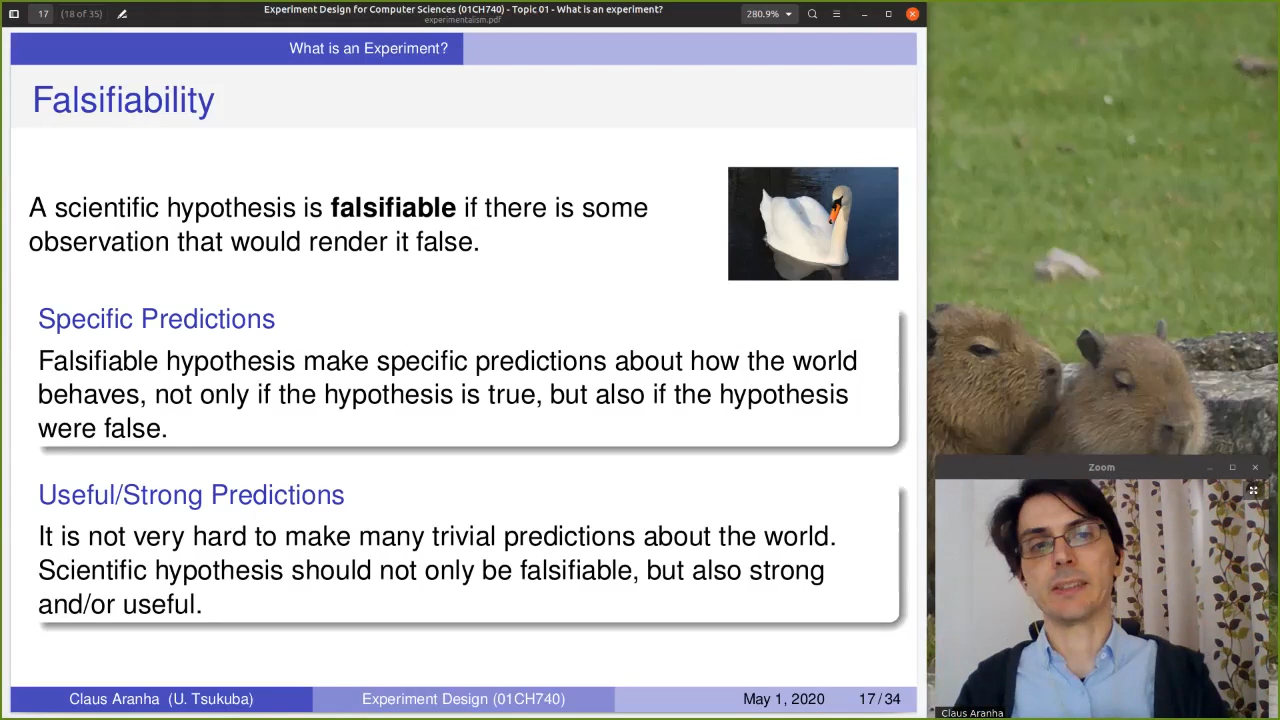 17
(18 of 35)
Experiment Design for Computer Sciences (01CH740) - Topic 01 - What is an experiment?
experimentalism.pdf
280.9%
What is an Experiment?
Falsifiability
A scientific hypothesis is falsifiable if there is some
observation that would render it false.
Specific Predictions
Falsifiable hypothesis make specific predictions about how the world
behaves, not only if the hypothesis is true, but also if the hypothesis
were false.
Useful/Strong Predictions
It is not very hard to make many trivial predictions about the world.
Scientific hypothesis should not only be falsifiable, but also strong
and/or useful.
Claus Aranha (U. Tsukuba)
Experiment Design (01CH740)
May 1, 2020
17/34
Zoom
Claus Aranha